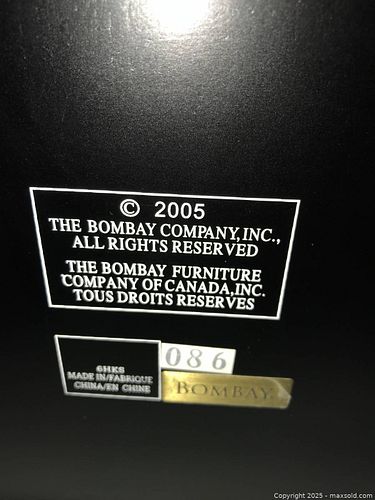 © 2005
THE BOMBAY COMPANY, INC.,
ALL RIGHTS RESERVED
THE BOMBAY FURNITURE
COMPANY OF CANADA, INC.
TOUS DROITS RESERVES
086
6HKS
MADE IN/FABRIQUE
CHINA/EN CHINE
BOMBAY
Copyright 2025 - maxsold.com